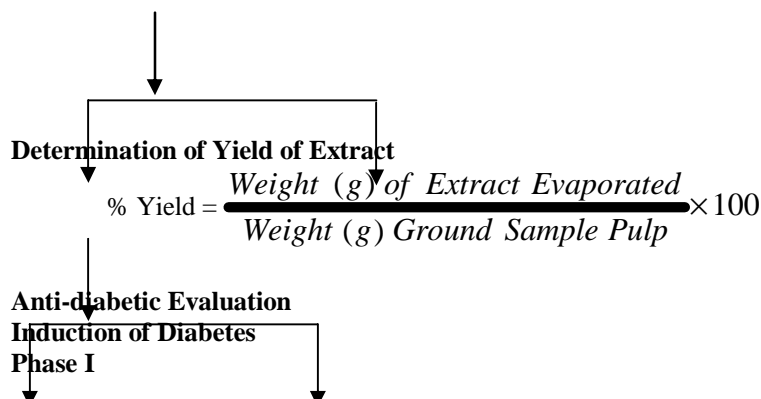 Determination of Yield of Extract
% Yield = Weight (g) of Extract Evaporated / Weight (g) Ground Sample Pulp ×100
Anti-diabetic Evaluation
Induction of Diabetes
Phase I